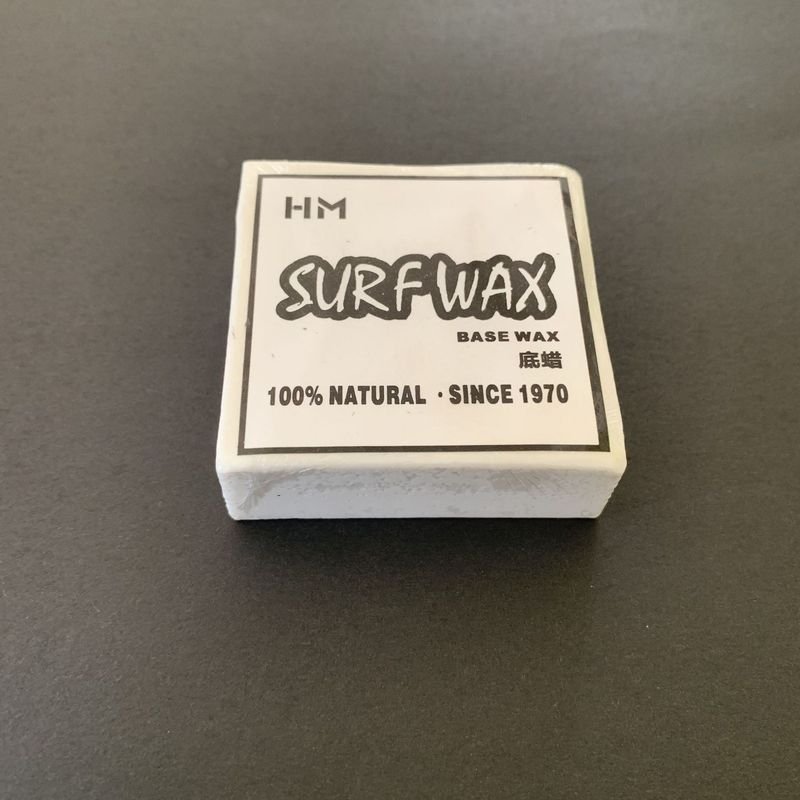 HM
SURF WAX
BASE WAX
底蜡
100% NATURAL · SINCE 1970